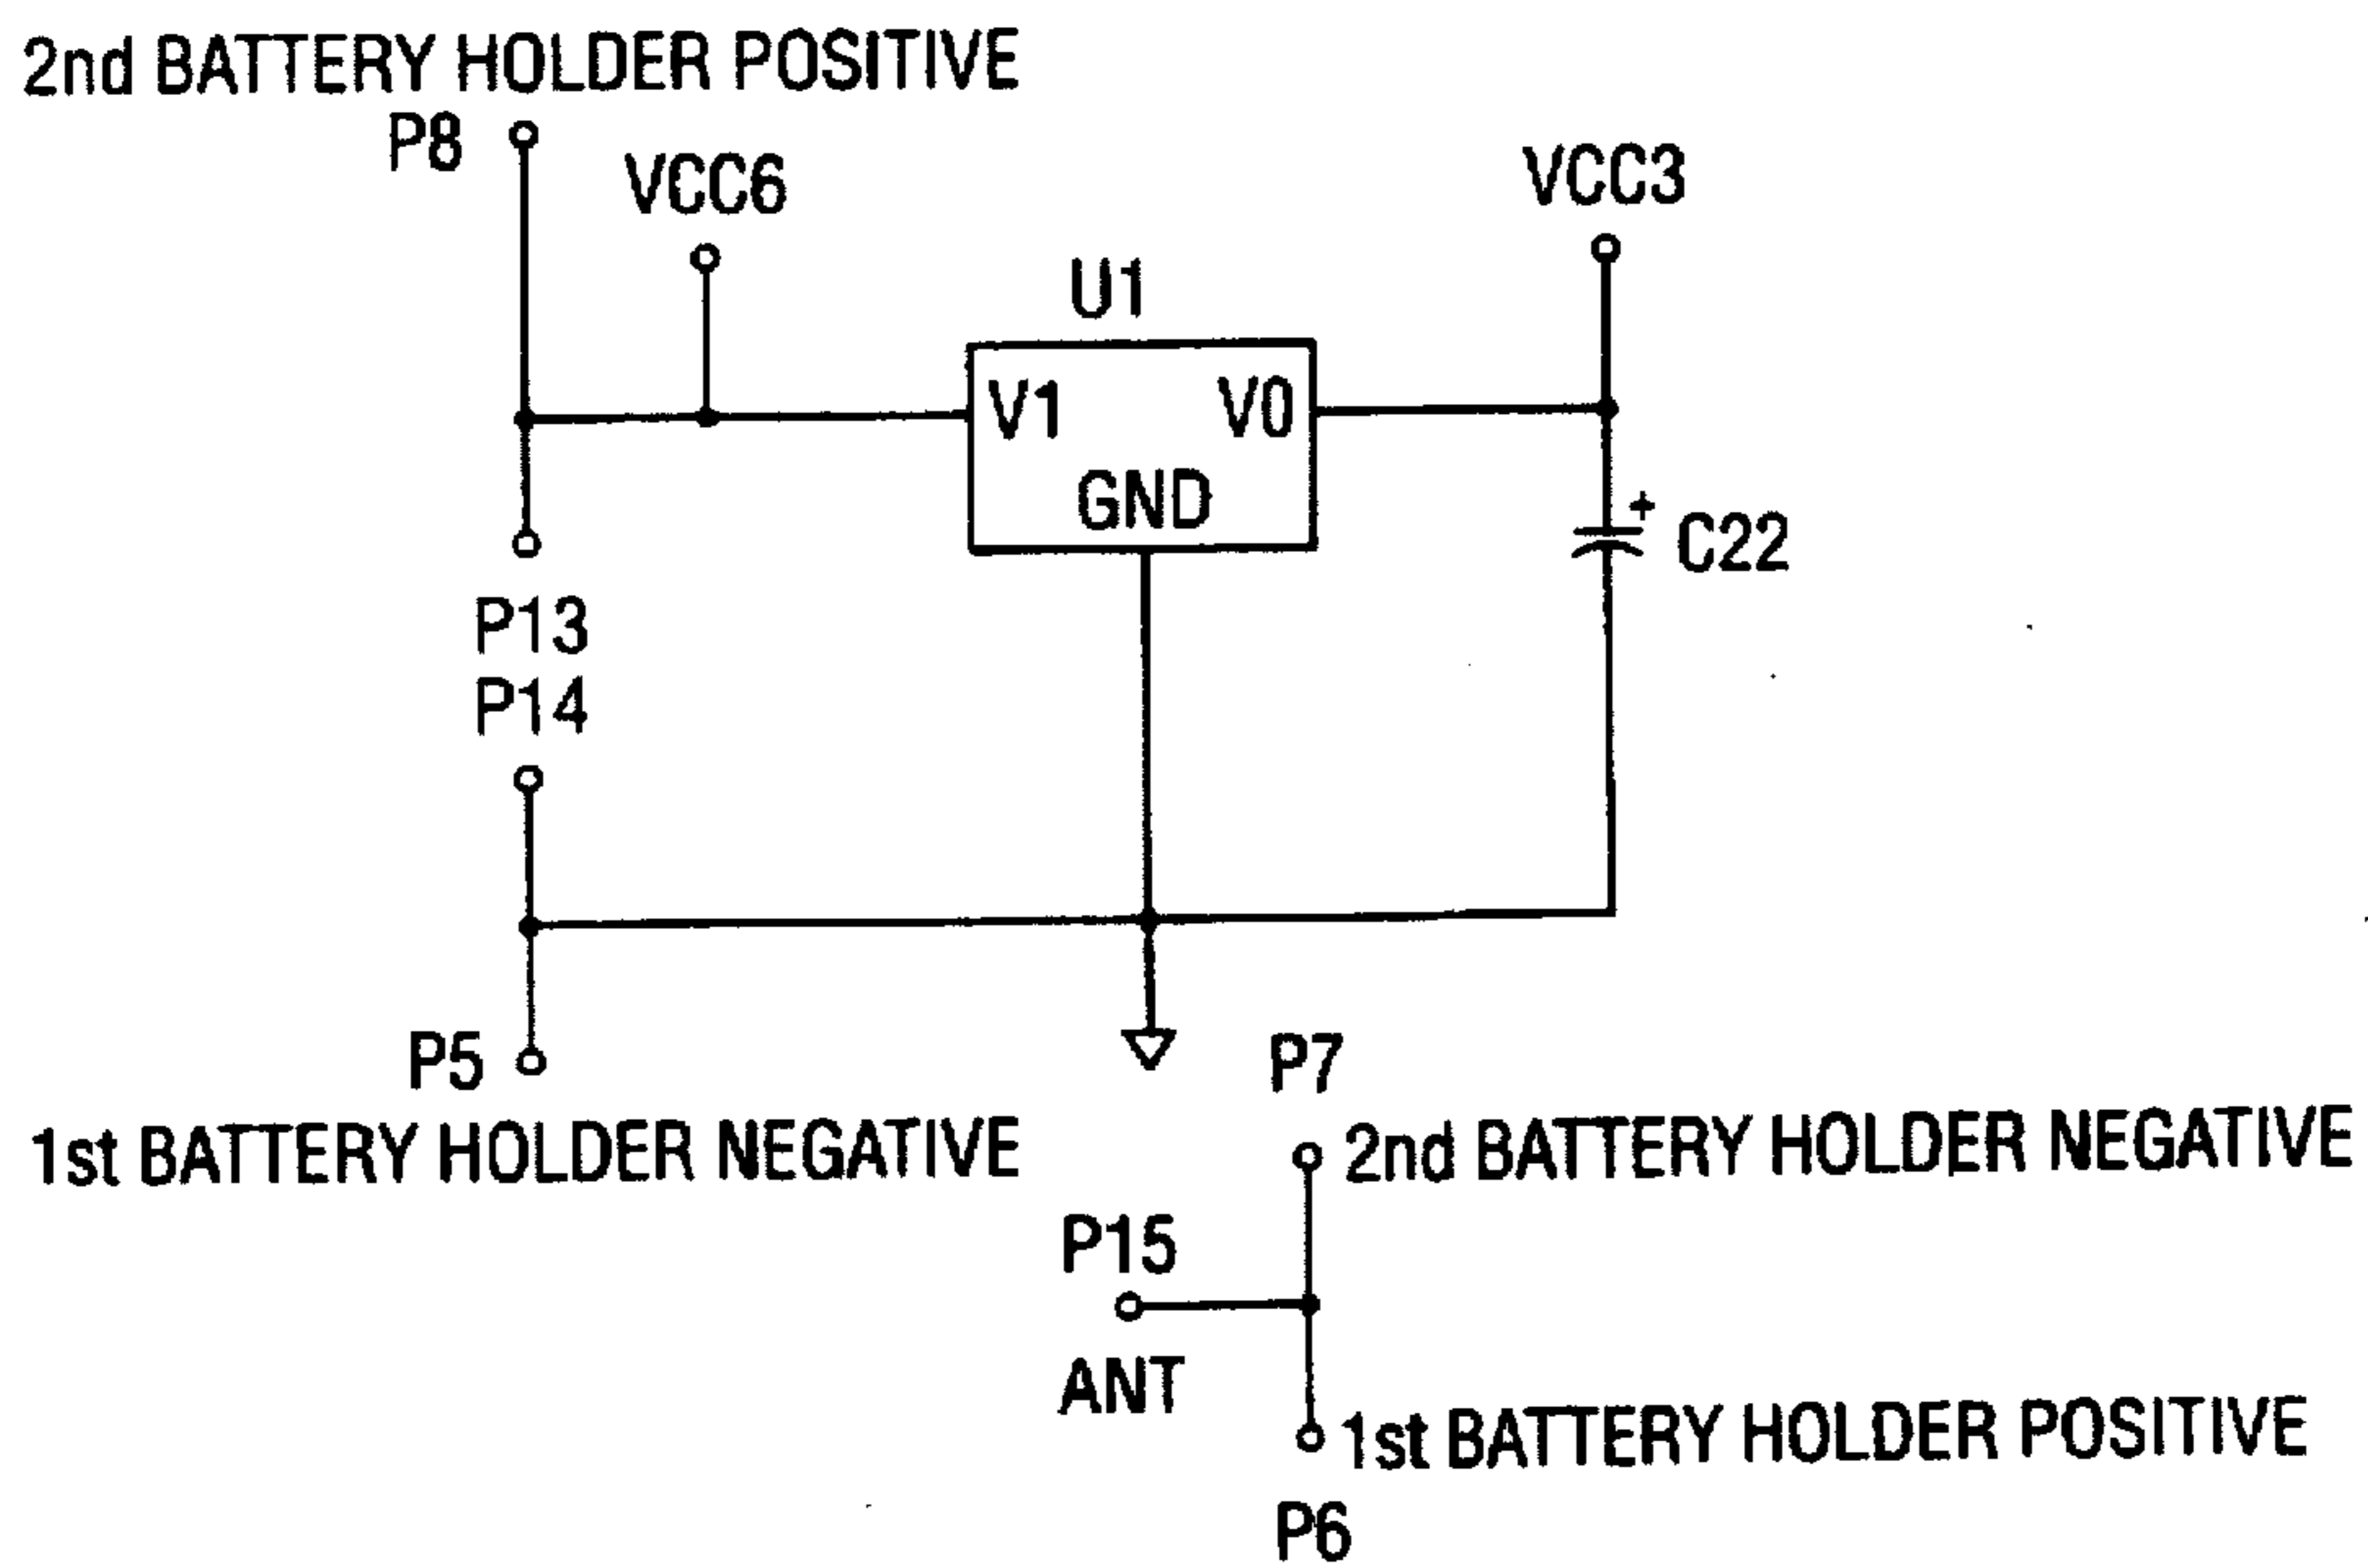 2nd BATTERY HOLDER POSITIVE
P8
VCC6
VCC3
U1
V1
V0
GND
+
C22
P13
P14
P5
1st BATTERY HOLDER NEGATIVE
P7
2nd BATTERY HOLDER NEGATIVE
P15
ANT
1st BATTERY HOLDER POSITIVE
P6